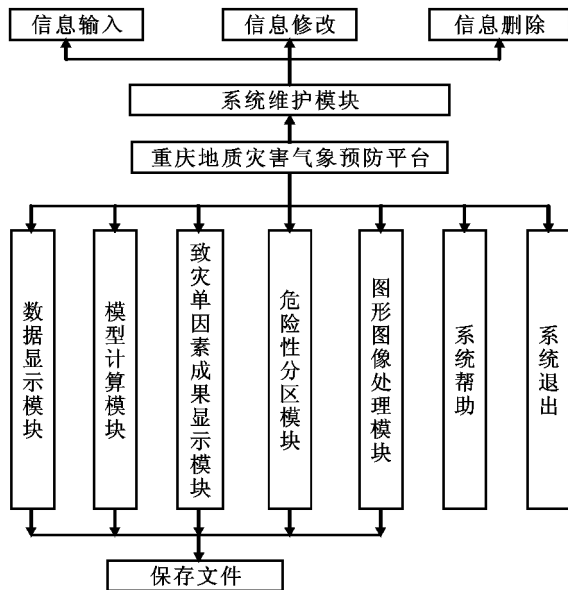 信息输入
信息修改
信息删除
系统维护模块
重庆地质灾害气象预防平台
数据显示模块
模型计算模块
致灾单因素成果显示模块
危险性分区模块
图形图像处理模块
系统帮助
系统退出
保存文件